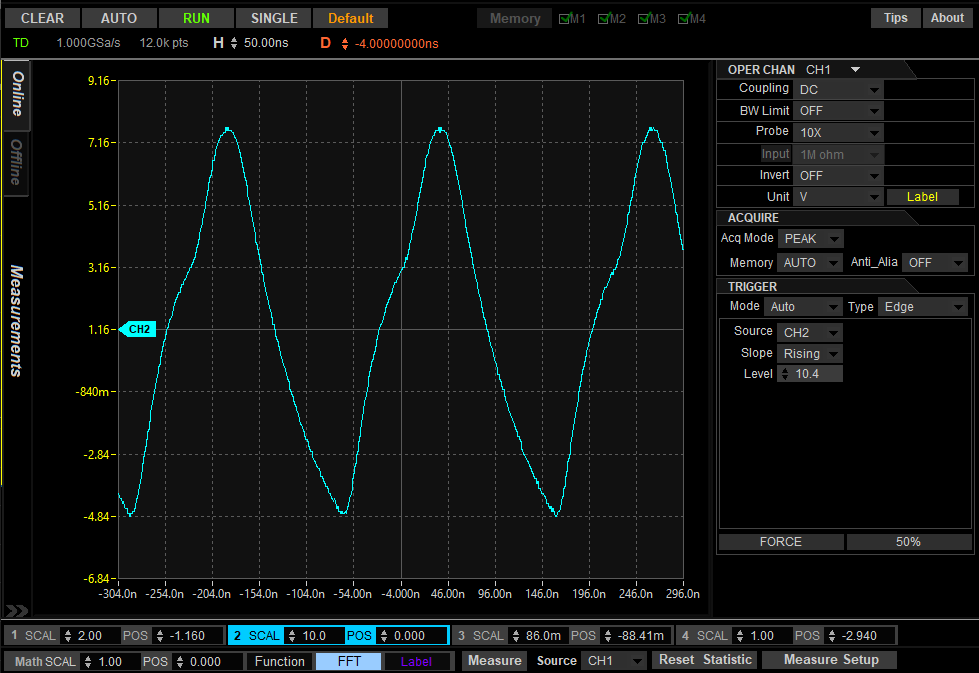 CLEAR AUTO RUN SINGLE Default Memory M1 M2 M3 M4 Tips About
TD 1.000GSa/s 12.0k pts H 50.00ns D -4.00000000ns
Online
Offline
Measurements
9.16
7.16
5.16
3.16
1.16
-840m
-2.84
-4.84
-6.84
CH2
-304.0n -254.0n -204.0n -154.0n -104.0n -54.00n -4.000n 46.00n 96.00n 146.0n 196.0n 246.0n 296.0n
OPER CHAN CH1
Coupling DC
BW Limit OFF
Probe 10X
Input 1M ohm
Invert OFF
Unit V Label
ACQUIRE
Acq Mode PEAK
Memory AUTO Anti_Alia OFF
TRIGGER
Mode Auto Type Edge
Source CH2
Slope Rising
Level 10.4
FORCE 50%
1 SCAL 2.00 POS -1.160 2 SCAL 10.0 POS 0.000 3 SCAL 86.0m POS -88.41m 4 SCAL 1.00 POS -2.940
Math SCAL 1.00 POS 0.000 Function FFT Label Measure Source CH1 Reset Statistic Measure Setup